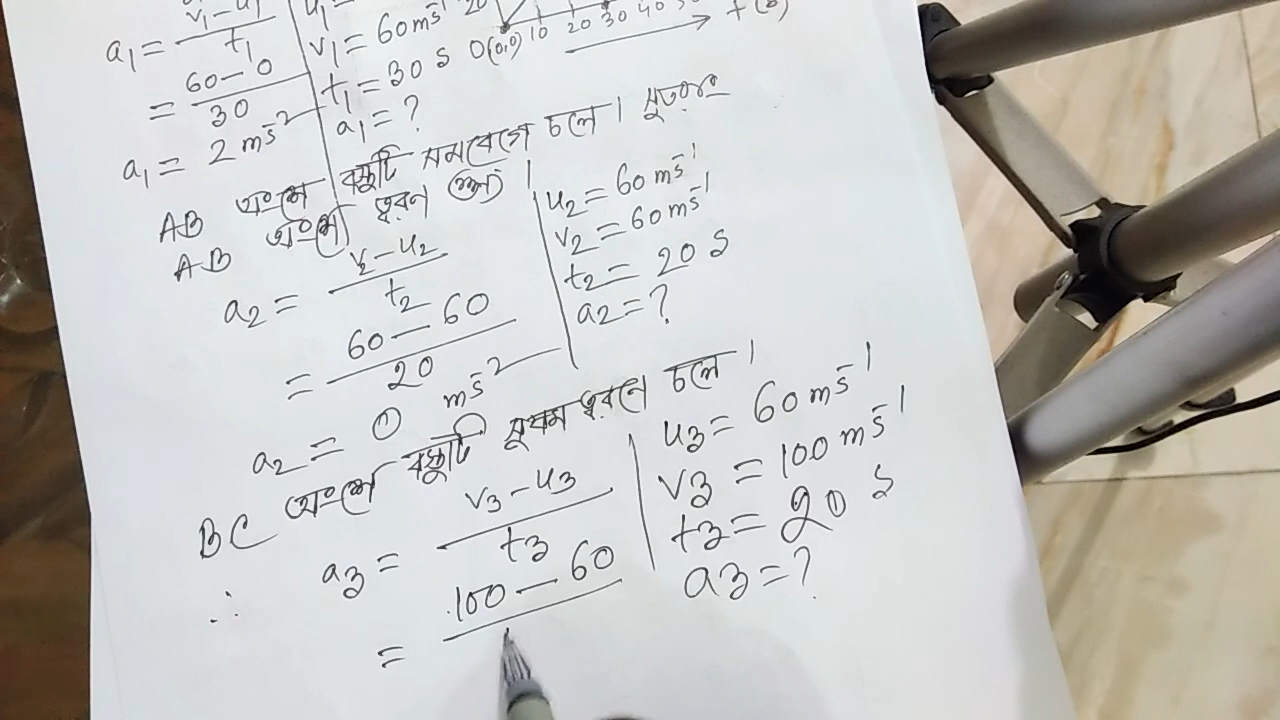 a₁ = v₁-u₁/t₁
= 60-0/30
a₁ = 2 ms⁻²
v₁ = 60 ms⁻¹
t₁ = 30 s
a₁ = ?
20
0(0,0) 10 20 30 40
t (s)
AB অংশে বস্তুটি সমবেগে চলে। সুতরাং
AB অংশে ত্বরণ শূন্য।
a₂ = v₂-u₂/t₂
= 60-60/20
a₂ = 0 ms⁻²
u₂ = 60 ms⁻¹
v₂ = 60 ms⁻¹
t₂ = 20 s
a₂ = ?
BC অংশে বস্তুটি সুষম ত্বরণে চলে।
∴ a₃ = v₃-u₃/t₃
= 100-60
u₃ = 60 ms⁻¹
v₃ = 100 ms⁻¹
t₃ = 20 s
a₃ = ?